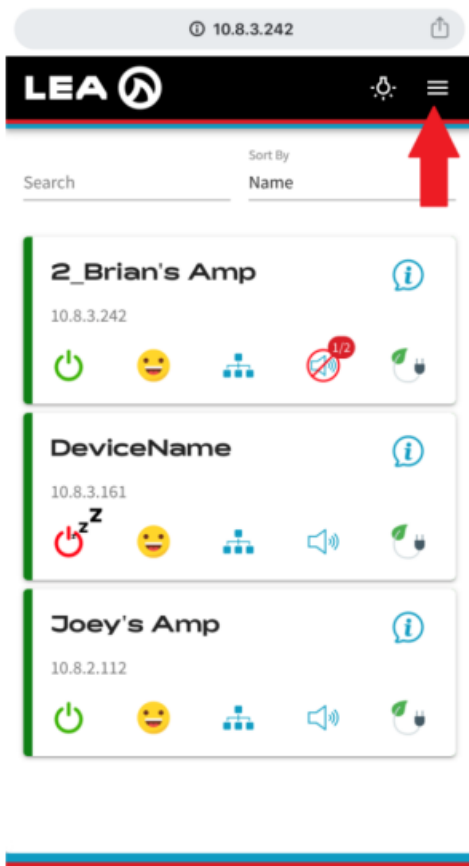 10.8.3.242
LEA
Sort By
Search
Name
2_Brian's Amp
10.8.3.242
1/2
DeviceName
10.8.3.161
zZ
Joey's Amp
10.8.2.112